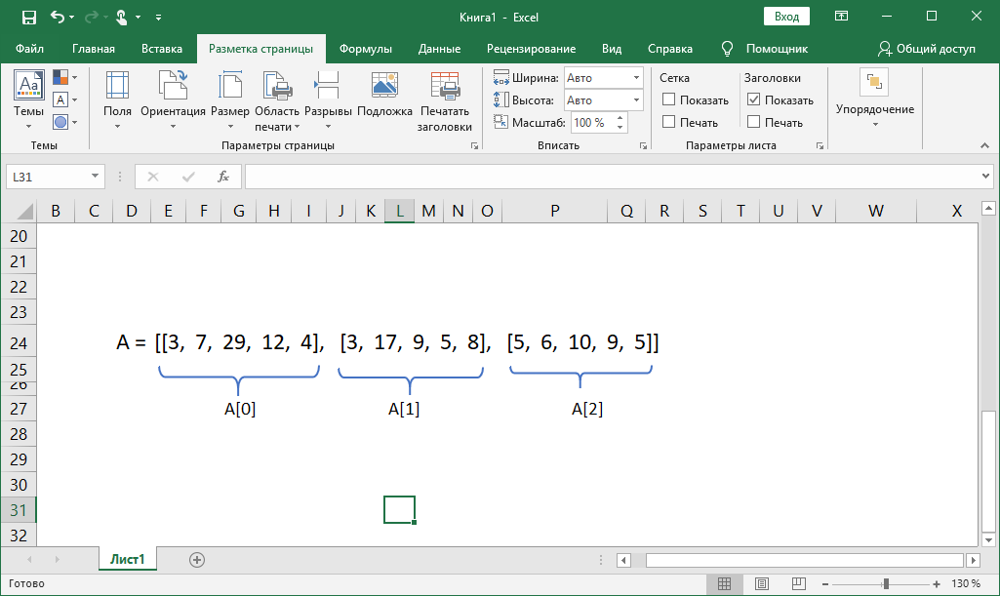 Книга1 - Excel
Вход
Файл Главная Вставка Разметка страницы Формулы Данные Рецензирование Вид Справка Помощник Общий доступ
Aa
Темы
A
Поля
Ориентация
Размер
Область печати
Разрывы
Подложка
Печатать заголовки
Ширина: Авто
Высота: Авто
Масштаб: 100 %
Сетка
Показать
Печать
Заголовки
Показать
Печать
Упорядочение
Темы Параметры страницы Вписать Параметры листа
L31 fx
B C D E F G H I J K L M N O P Q R S T U V W X
20
21
22
23
24 A = [[3, 7, 29, 12, 4], [3, 17, 9, 5, 8], [5, 6, 10, 9, 5]]
25
26
27 A[0] A[1] A[2]
28
29
30
31
32
Лист1
Готово 130 %